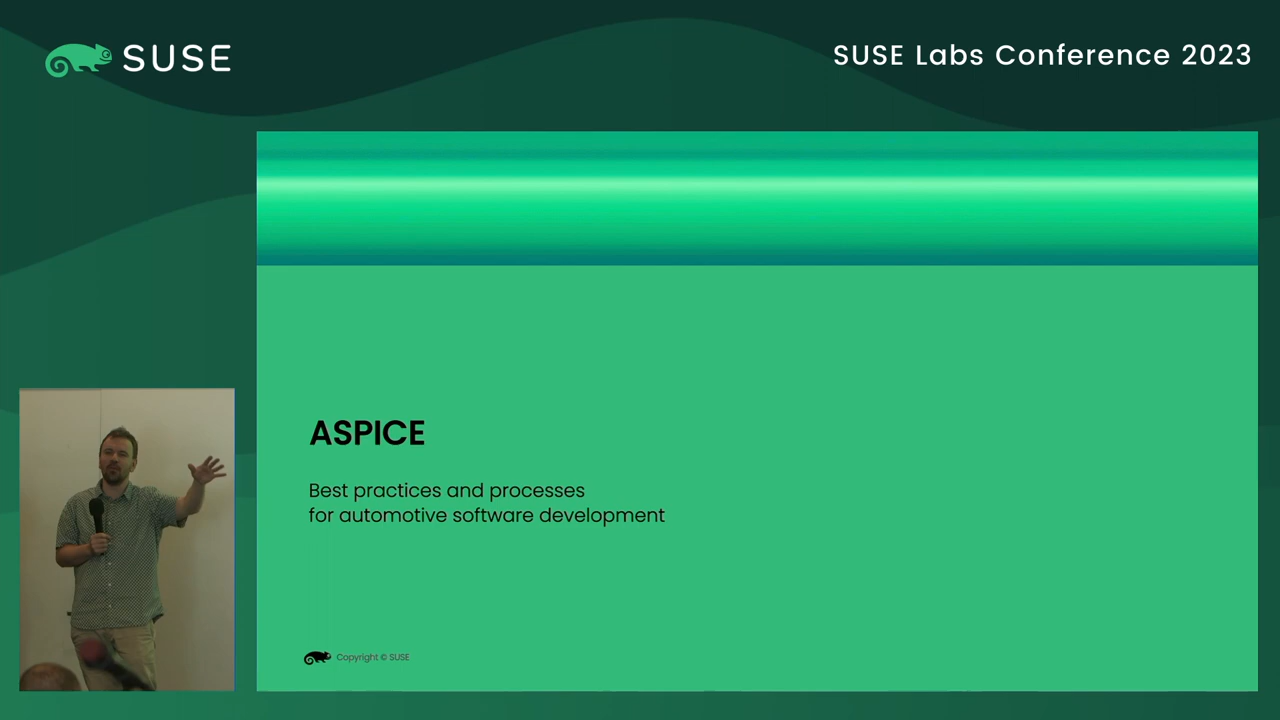 SUSE
SUSE Labs Conference 2023
ASPICE
Best practices and processes
for automotive software development
Copyright © SUSE